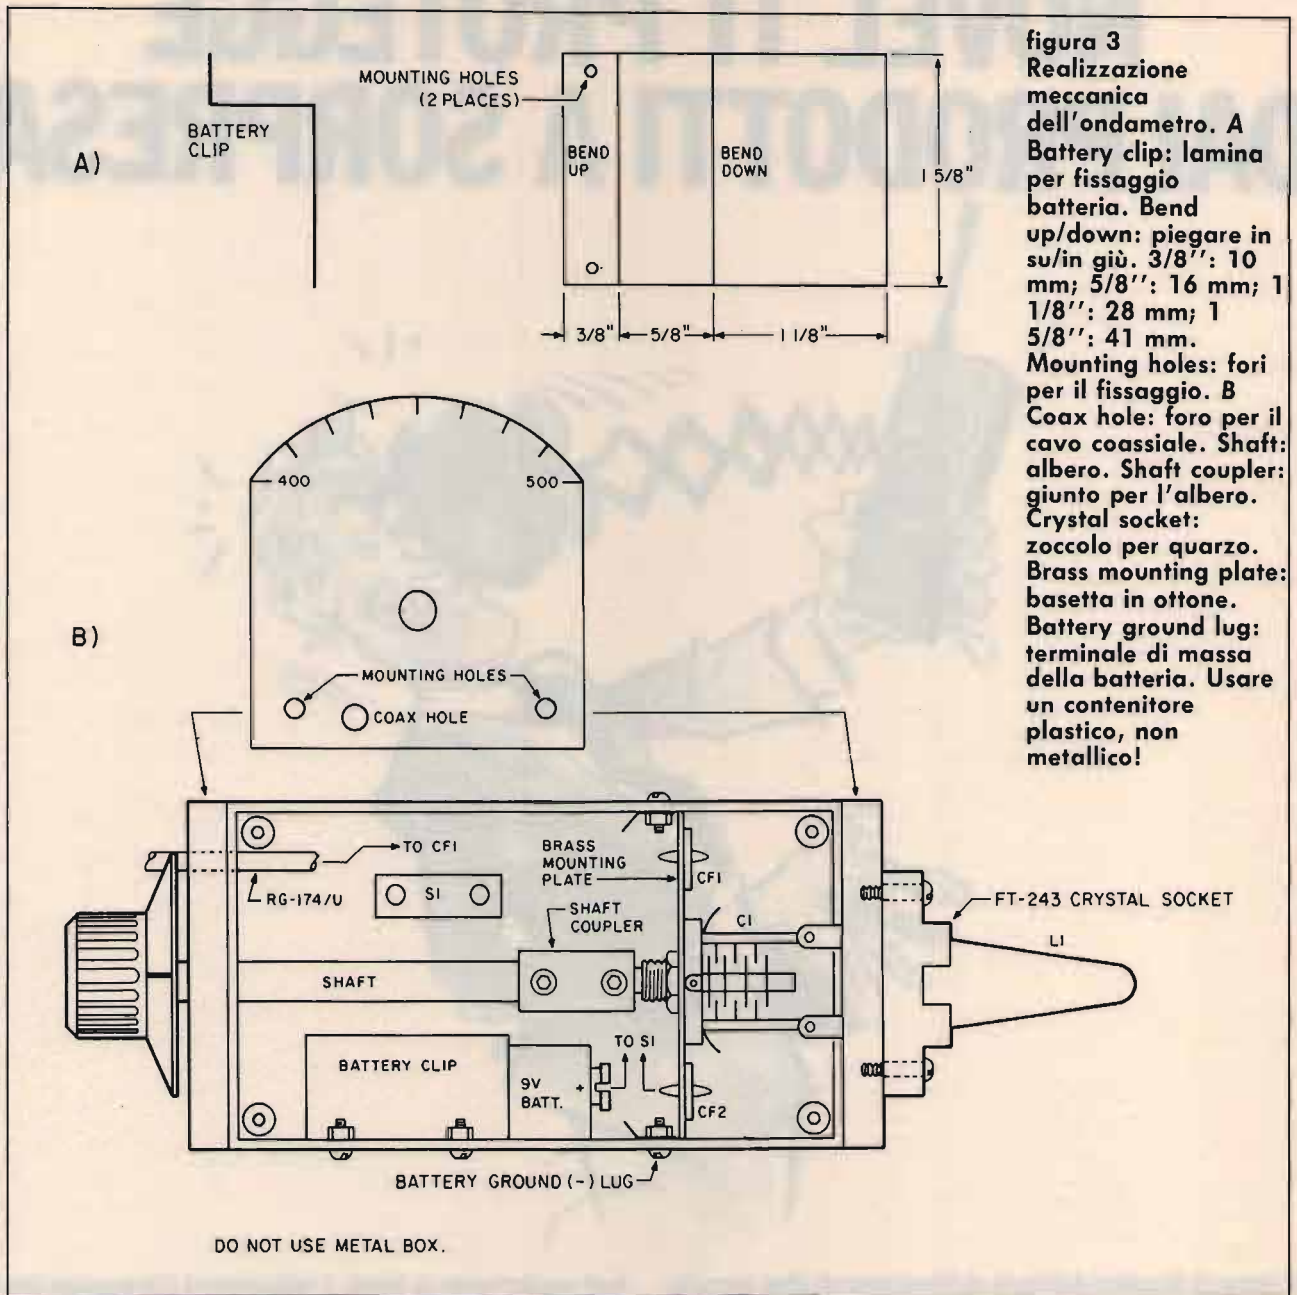 figura 3
Realizzazione
meccanica
dell'ondametro. A
Battery clip: lamina
per fissaggio
batteria. Bend
up/down: piegare in
su/in giù. 3/8'': 10
mm; 5/8'': 16 mm; 1
1/8'': 28 mm; 1
5/8'': 41 mm.
Mounting holes: fori
per il fissaggio. B
Coax hole: foro per il
cavo coassiale. Shaft:
albero. Shaft coupler:
giunto per l'albero.
Crystal socket:
zoccolo per quarzo.
Brass mounting plate:
basetta in ottone.
Battery ground lug:
terminale di massa
della batteria. Usare
un contenitore
plastico, non
metallico!
A)
BATTERY
CLIP
MOUNTING HOLES
(2 PLACES)
BEND
UP
BEND
DOWN
1 5/8"
3/8"
5/8"
1 1/8"
B)
400
500
MOUNTING HOLES
COAX HOLE
TO CF1
RG-174/U
S1
BRASS
MOUNTING
PLATE
CF1
SHAFT
COUPLER
C1
FT-243 CRYSTAL SOCKET
L1
SHAFT
BATTERY CLIP
9V
BATT.
+
TO S1
CF2
BATTERY GROUND (-) LUG
DO NOT USE METAL BOX.